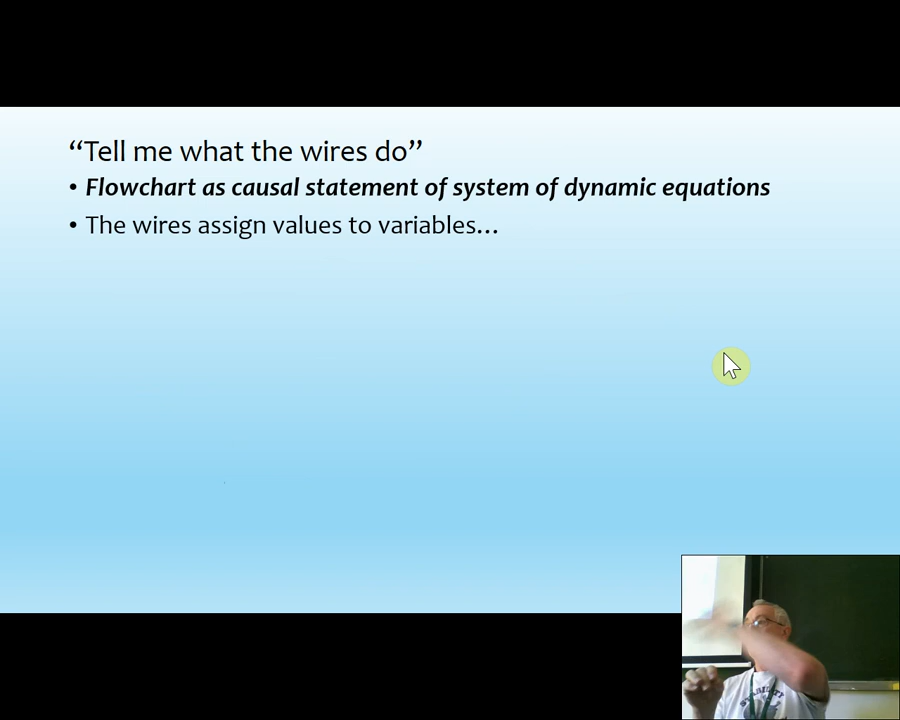 “Tell me what the wires do”
• Flowchart as causal statement of system of dynamic equations
• The wires assign values to variables...